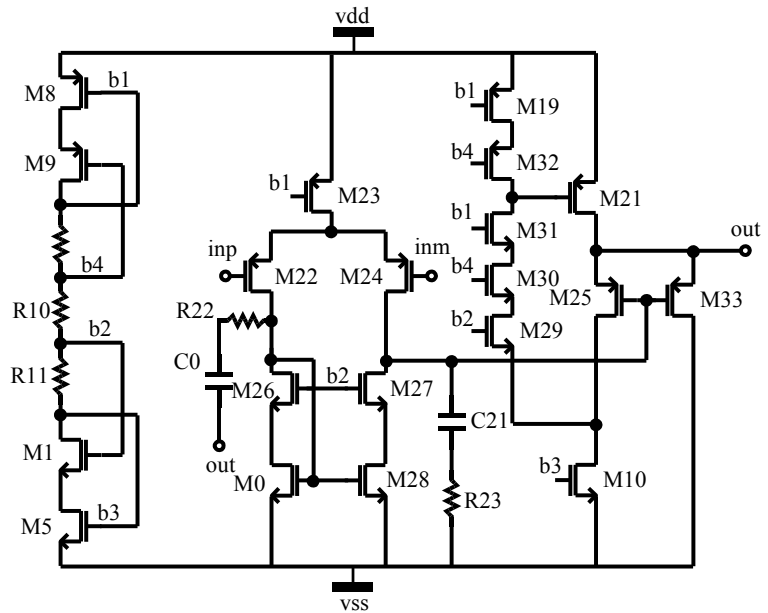 vdd
M8
b1
M9
b4
R10
b2
R11
M1
M5
b3
b1
M23
inp
inm
M22
M24
R22
C0
M26
b2
M27
out
M0
M28
C21
R23
b1
M19
b4
M32
M21
b1
M31
out
b4
M30
M25
M33
b2
M29
b3
M10
vss